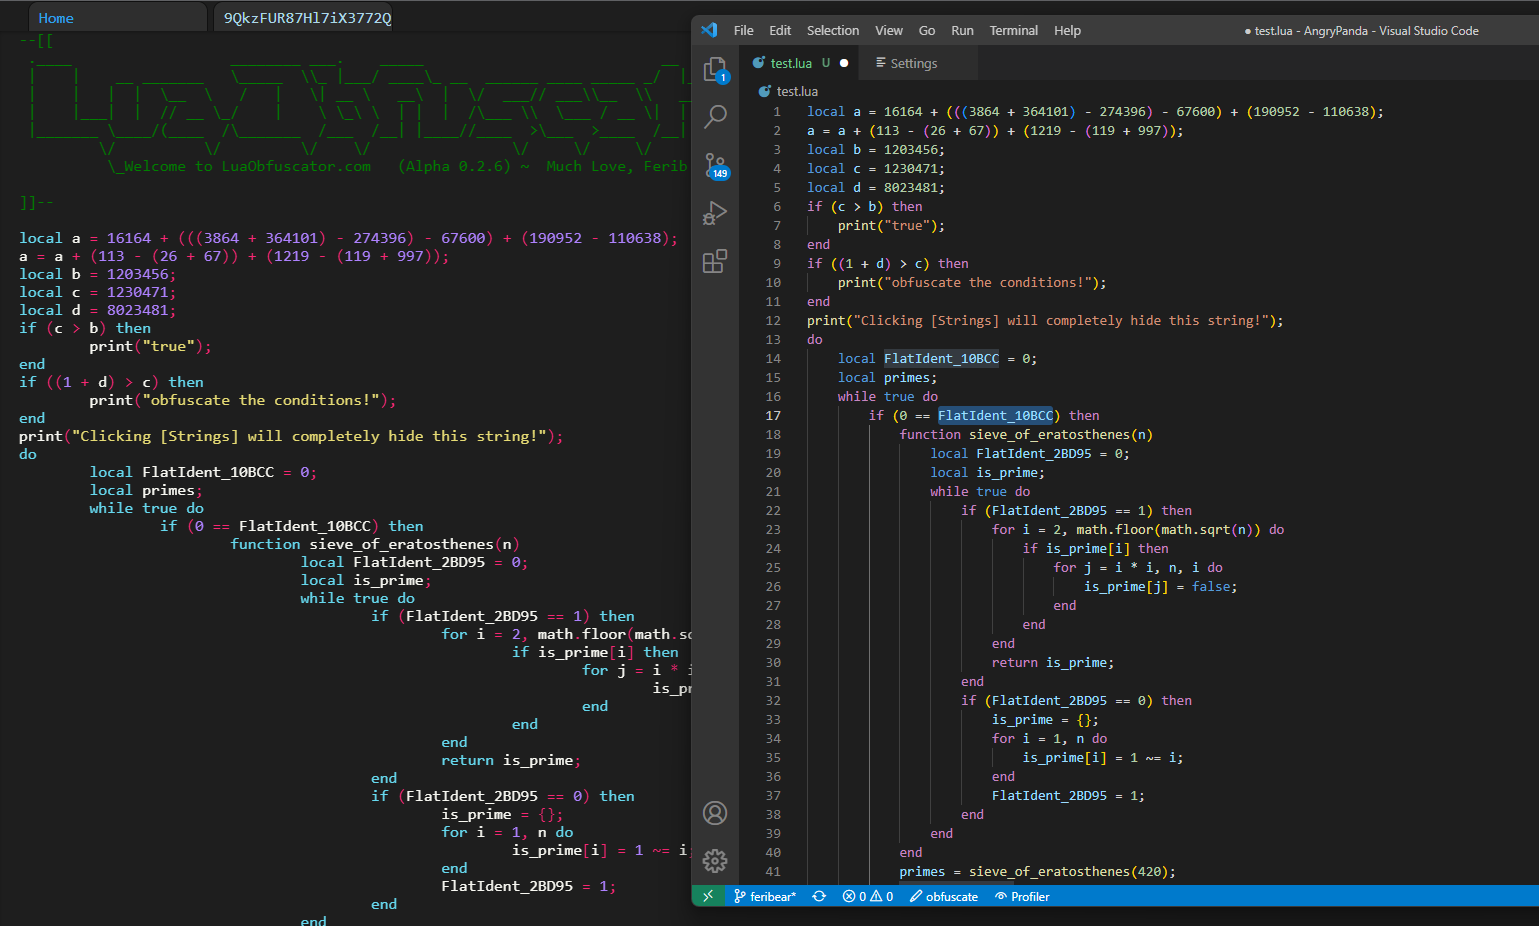 Home
9QkzFUR87Hl7iX3772Q
--[[
\_Welcome to LuaObfuscator.com   (Alpha 0.2.6) ~  Much Love, Ferib
]]--
local a = 16164 + (((3864 + 364101) - 274396) - 67600) + (190952 - 110638);
a = a + (113 - (26 + 67)) + (1219 - (119 + 997));
local b = 1203456;
local c = 1230471;
local d = 8023481;
if (c > b) then
print("true");
end
if ((1 + d) > c) then
print("obfuscate the conditions!");
end
print("Clicking [Strings] will completely hide this string!");
do
local FlatIdent_10BCC = 0;
local primes;
while true do
if (0 == FlatIdent_10BCC) then
function sieve_of_eratosthenes(n)
local FlatIdent_2BD95 = 0;
local is_prime;
while true do
if (FlatIdent_2BD95 == 1) then
for i = 2, math.floor(math.sq
if is_prime[i] then
for j = i * i
is_pr
end
end
end
return is_prime;
end
if (FlatIdent_2BD95 == 0) then
is_prime = {};
for i = 1, n do
is_prime[i] = 1 ~= i;
end
FlatIdent_2BD95 = 1;
end
end
File Edit Selection View Go Run Terminal Help
● test.lua - AngryPanda - Visual Studio Code
test.lua U ●
Settings
test.lua
1
149
1 local a = 16164 + (((3864 + 364101) - 274396) - 67600) + (190952 - 110638);
2 a = a + (113 - (26 + 67)) + (1219 - (119 + 997));
3 local b = 1203456;
4 local c = 1230471;
5 local d = 8023481;
6 if (c > b) then
7 print("true");
8 end
9 if ((1 + d) > c) then
10 print("obfuscate the conditions!");
11 end
12 print("Clicking [Strings] will completely hide this string!");
13 do
14 local FlatIdent_10BCC = 0;
15 local primes;
16 while true do
17 if (0 == FlatIdent_10BCC) then
18 function sieve_of_eratosthenes(n)
19 local FlatIdent_2BD95 = 0;
20 local is_prime;
21 while true do
22 if (FlatIdent_2BD95 == 1) then
23 for i = 2, math.floor(math.sqrt(n)) do
24 if is_prime[i] then
25 for j = i * i, n, i do
26 is_prime[j] = false;
27 end
28 end
29 end
30 return is_prime;
31 end
32 if (FlatIdent_2BD95 == 0) then
33 is_prime = {};
34 for i = 1, n do
35 is_prime[i] = 1 ~= i;
36 end
37 FlatIdent_2BD95 = 1;
38 end
39 end
40 end
41 primes = sieve_of_eratosthenes(420);
feribear* 0 0 obfuscate Profiler